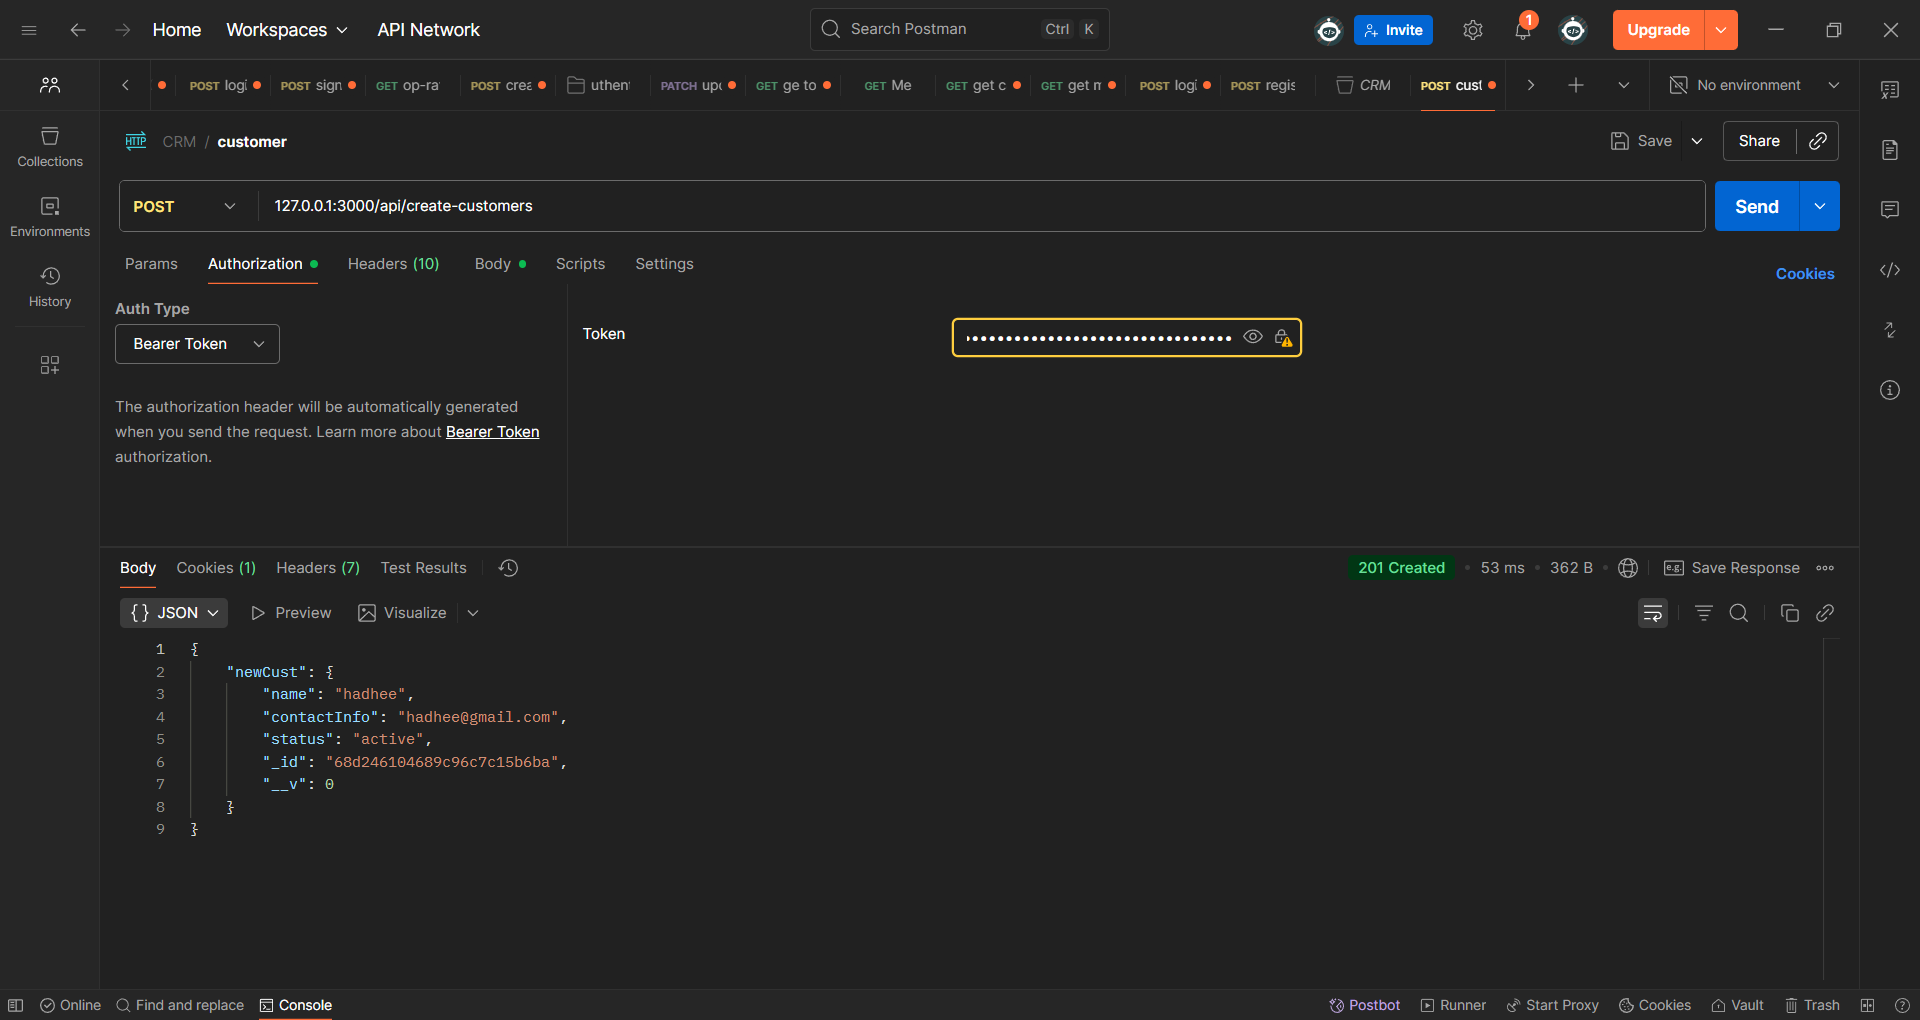 Home Workspaces API Network Search Postman Ctrl K Invite 1 Upgrade
POST logi POST sign GET op-ra POST crea uthen PATCH upd GET ge to GET Me GET get c GET get m POST logi POST regis CRM POST cust No environment
HTTP CRM / customer Save Share
POST 127.0.0.1:3000/api/create-customers Send
Params Authorization Headers (10) Body Scripts Settings Cookies
Collections
Environments
History
Auth Type
Bearer Token
Token
The authorization header will be automatically generated
when you send the request. Learn more about Bearer Token
authorization.
Body Cookies (1) Headers (7) Test Results 201 Created 53 ms 362 B e.g. Save Response
{} JSON Preview Visualize
1 {
2 "newCust": {
3 "name": "hadhee",
4 "contactInfo": "hadhee@gmail.com",
5 "status": "active",
6 "_id": "68d246104689c96c7c15b6ba",
7 "__v": 0
8 }
9 }
Online Find and replace Console Postbot Runner Start Proxy Cookies Vault Trash